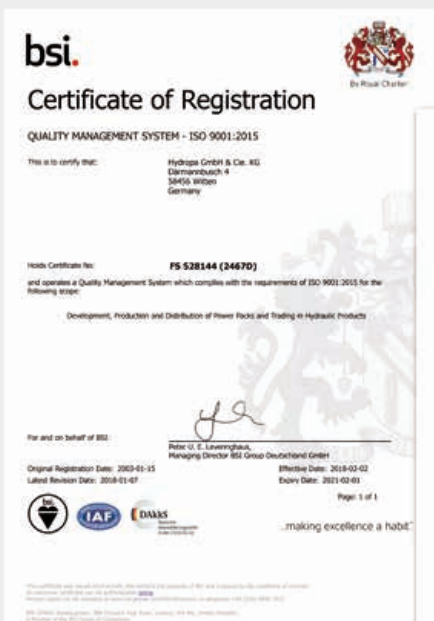 bsi.
By Royal Charter
Certificate of Registration
QUALITY MANAGEMENT SYSTEM - ISO 9001:2015
This is to certify that:
Hydropa GmbH & Cie. KG
Därmannsbusch 4
58456 Witten
Germany
Holds Certificate No:
FS 528144 (2467D)
and operates a Quality Management System which complies with the requirements of ISO 9001:2015 for the
following scope:
Development, Production and Distribution of Power Packs and Trading in Hydraulic Products
For and on behalf of BSI:
Managing Director BSI Group Deutschland GmbH
Original Registration Date: 2003-01-15
Effective Date: 2018-02-02
Latest Revision Date: 2018-01-07
Expiry Date: 2021-02-01
Page: 1 of 1
bsi.
IAF
DAkkS
...making excellence a habit.